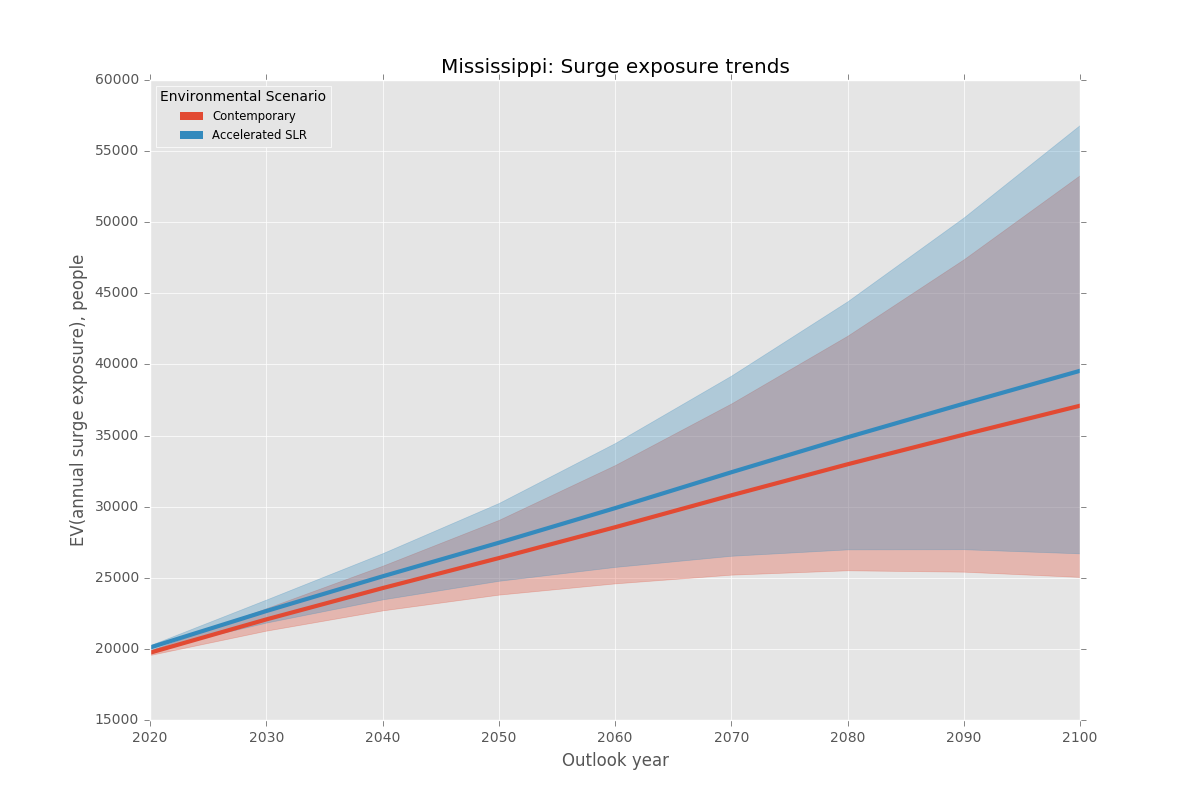 Mississippi: Surge exposure trends
Environmental Scenario
Contemporary
Accelerated SLR
60000
55000
50000
45000
40000
35000
30000
25000
20000
15000
EV(annual surge exposure), people
2020 2030 2040 2050 2060 2070 2080 2090 2100
Outlook year